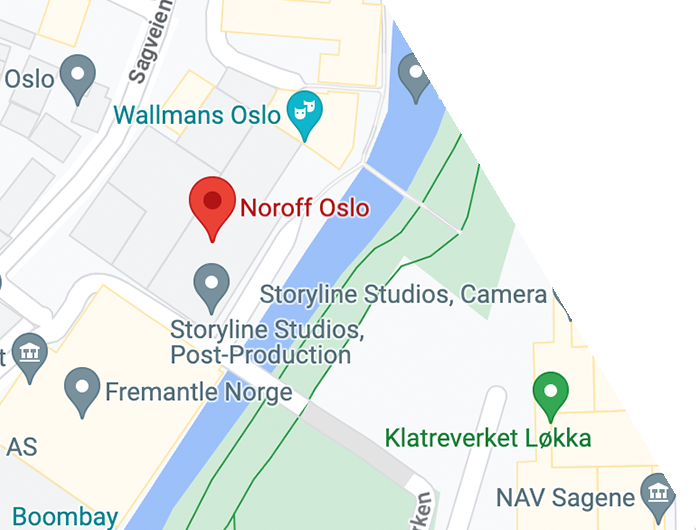 Sagveien
Oslo
Wallmans Oslo
Noroff Oslo
Storyline Studios, Camera
Storyline Studios,
Post-Production
t
Fremantle Norge
Klatreverket Løkka
AS
NAV Sagene
rken
Boombay